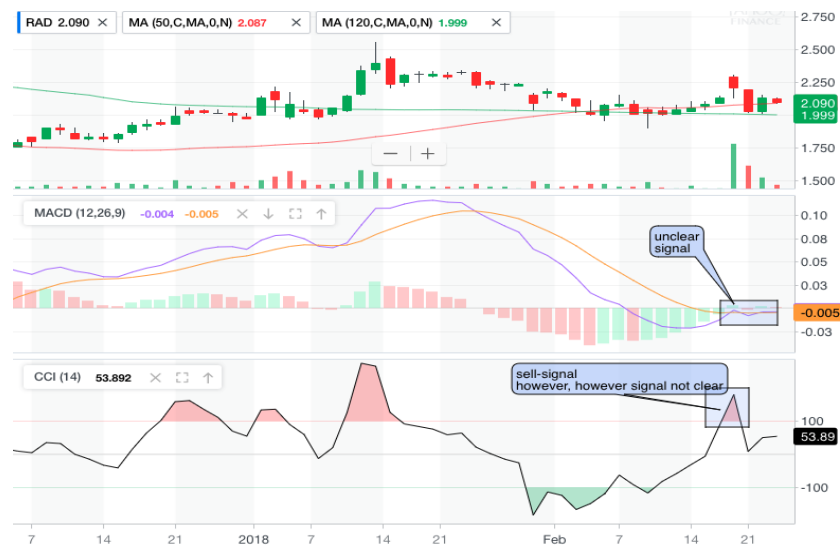 RAD 2.090 ×
MA (50,C,MA,0,N) 2.087 ×
MA (120,C,MA,0,N) 1.999 ×
FINANCE
2.750
2.500
2.250
2.090
1.999
1.750
1.500
MACD (12,26,9) -0.004 -0.005
0.10
0.08
0.05
0.03
-0.005
-0.03
unclear
signal
CCI (14) 53.892
sell-signal
however, however signal not clear
100
53.89
-100
7 14 21 2018 7 14 21 Feb 7 14 21